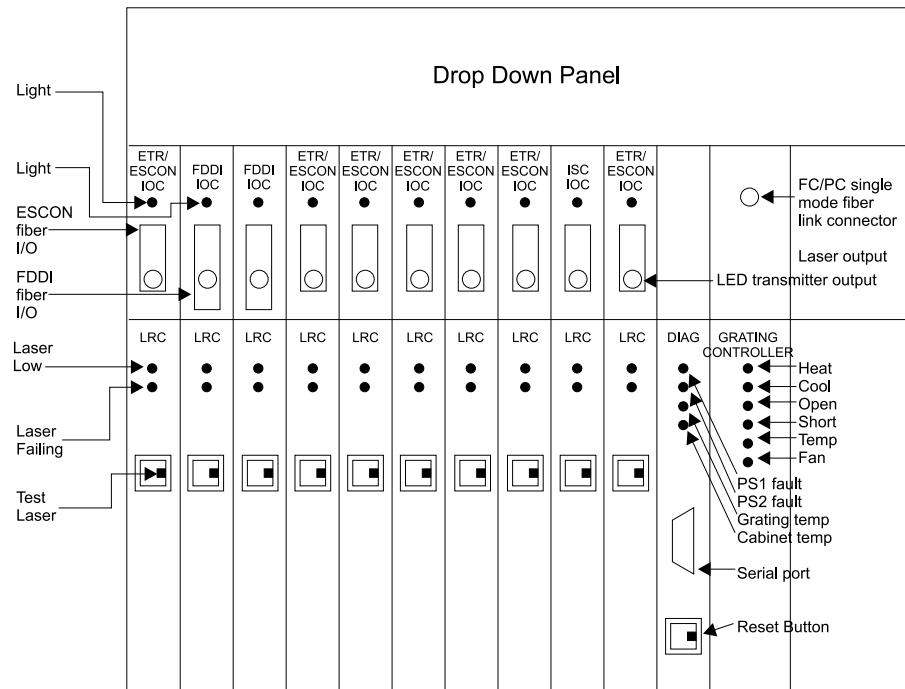 Drop Down Panel
Light
Light
ESCON
fiber
I/O
FDDI
fiber
I/O
ETR/
ESCON
IOC
FDDI
IOC
FDDI
IOC
ETR/
ESCON
IOC
ETR/
ESCON
IOC
ETR/
ESCON
IOC
ETR/
ESCON
IOC
ETR/
ESCON
IOC
ISC
IOC
ETR/
ESCON
IOC
FC/PC single
mode fiber
link connector
Laser output
LED transmitter output
Laser
Low
Laser
Failing
Test
Laser
LRC
LRC
LRC
LRC
LRC
LRC
LRC
LRC
LRC
LRC
DIAG
GRATING
CONTROLLER
Heat
Cool
Open
Short
Temp
Fan
PS1 fault
PS2 fault
Grating temp
Cabinet temp
Serial port
Reset Button